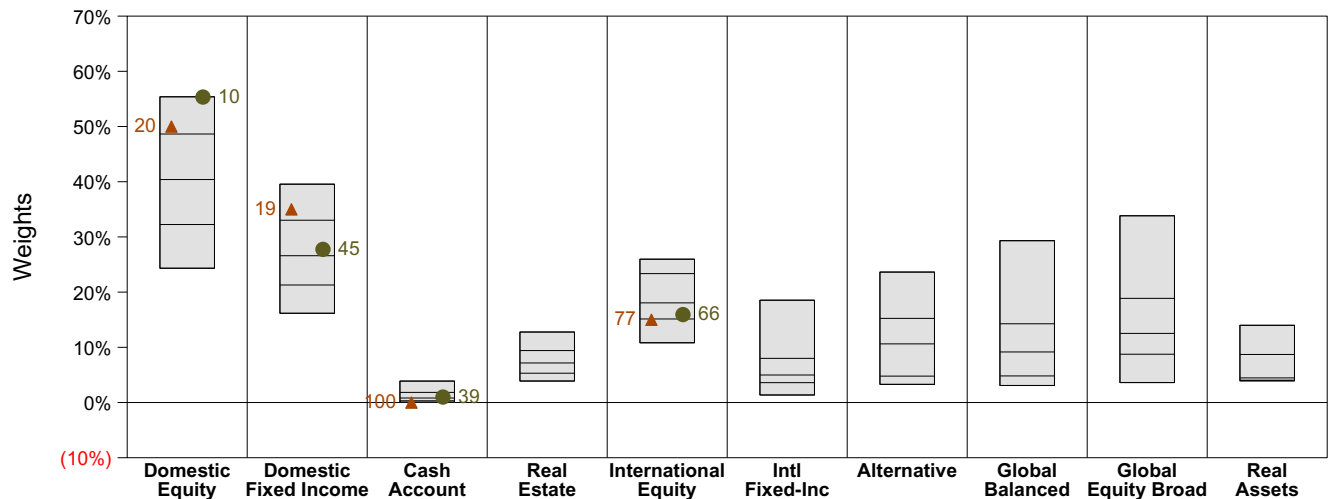 70%
60%
50%
40%
30%
20%
10%
0%
(10%)
Weights
10
20
19
45
100
39
77
66
Domestic
Equity
Domestic
Fixed Income
Cash
Account
Real
Estate
International
Equity
Intl
Fixed-Inc
Alternative
Global
Balanced
Global
Equity Broad
Real
Assets